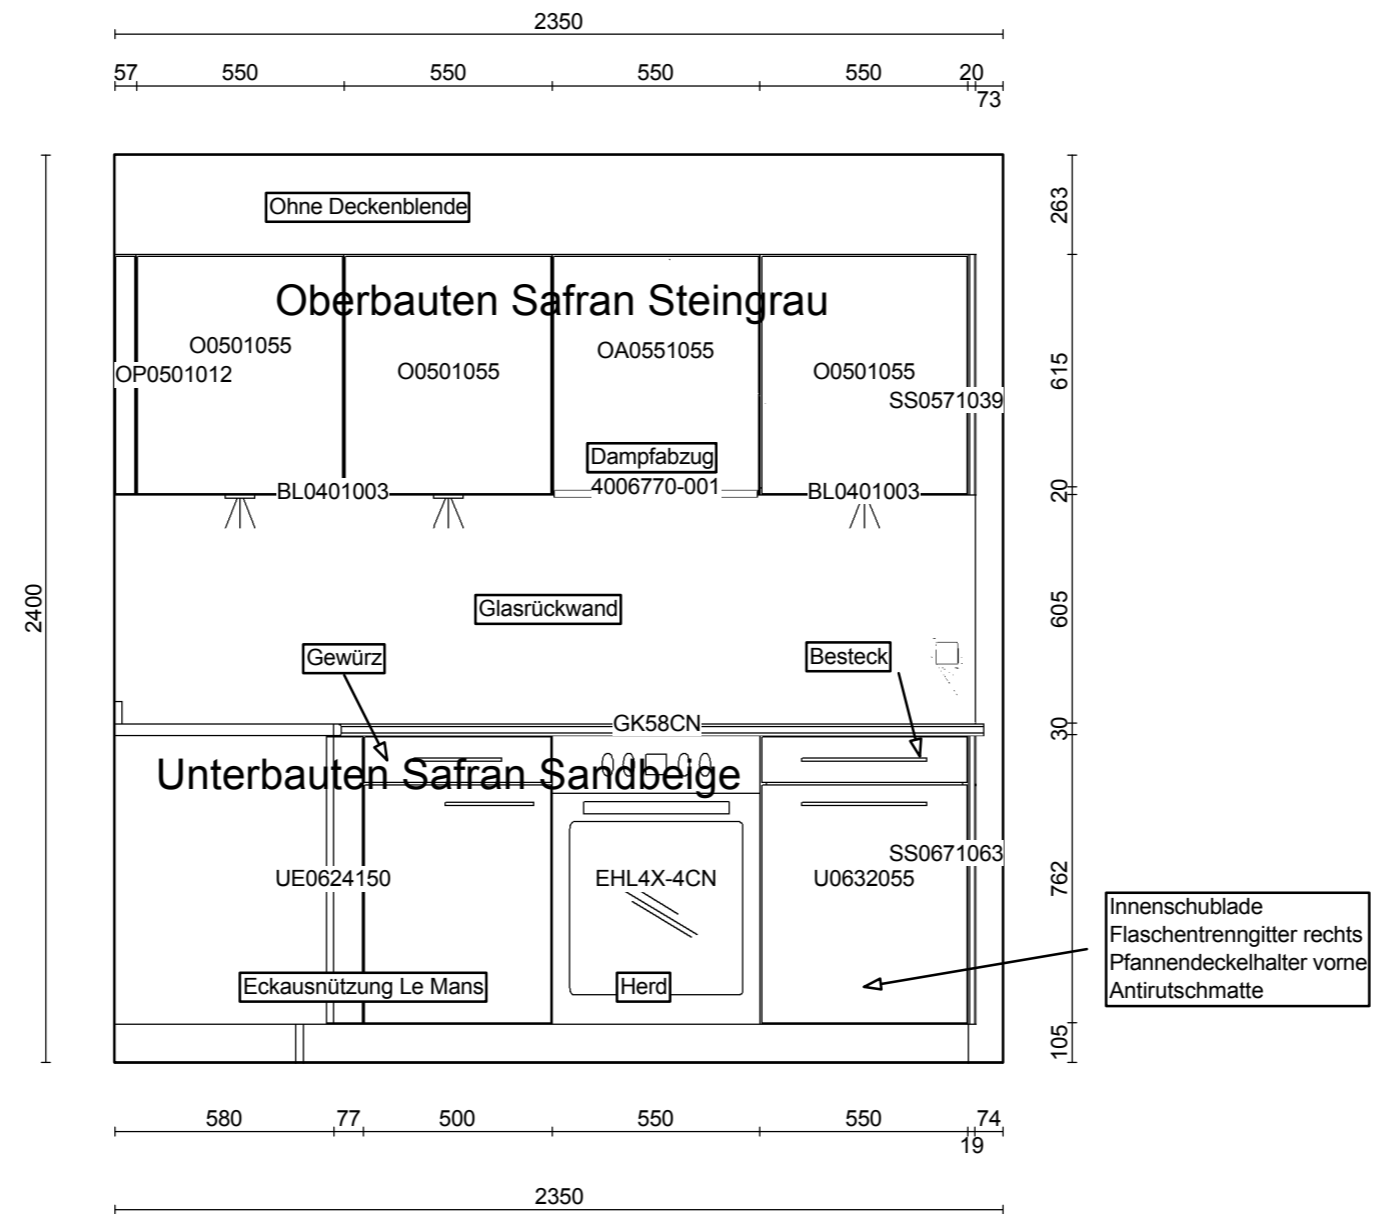 2350
57 550 550 550 550 20
73
Ohne Deckenblende
263
Oberbauten Safran Steingrau
O0501055
OA0551055
OP0501012
O0501055
O0501055
615
SS0571039
Dampfabzug
BL0401003
4006770-001
BL0401003
20
2400
Glasrückwand
605
Gewürz
Besteck
GK58CN
30
Unterbauten Safran Sandbeige
SS0671063
UE0624150
EHL4X-4CN
U0632055
762
Innenschublade
Flaschentrenngitter rechts
Pfannendeckelhalter vorne
Antirutschmatte
Eckausnützung Le Mans
Herd
105
580 77 500 550 550 74
19
2350